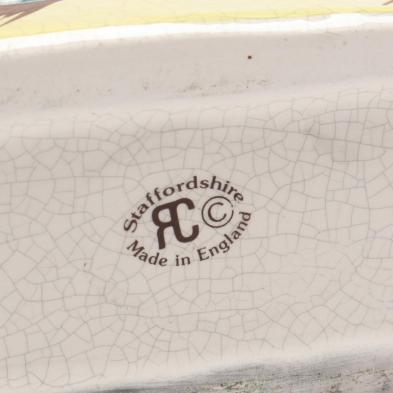 Staffordshire
RC ©
Made in England